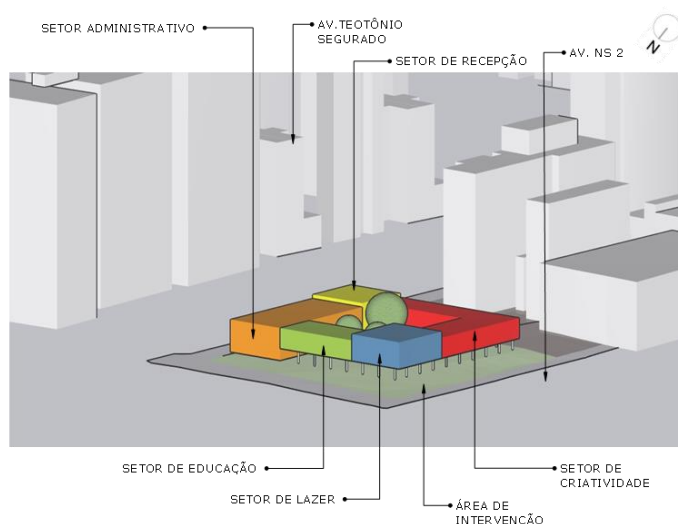 SETOR ADMINISTRATIVO
AV.TEOTÔNIO
SEGURADO
SETOR DE RECEPÇÃO
AV. NS 2
N
SETOR DE EDUCAÇÃO
SETOR DE LAZER
ÁREA DE
INTERVENÇÃO
SETOR DE
CRIATIVIDADE